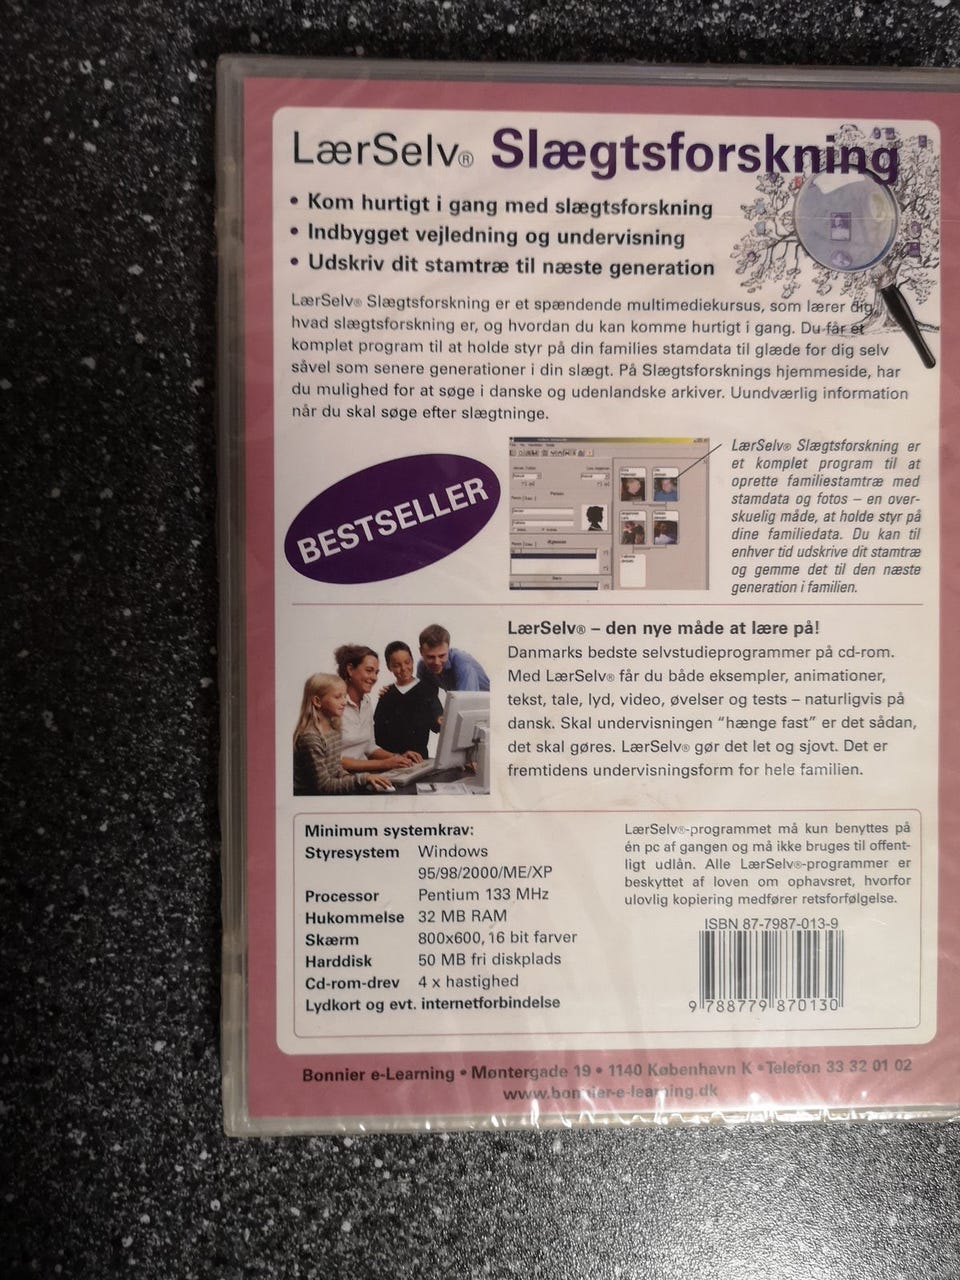 LærSelv® Slægtsforskning
• Kom hurtigt i gang med slægtsforskning
• Indbygget vejledning og undervisning
• Udskriv dit stamtræ til næste generation
LærSelv® Slægtsforskning er et spændende multimediekursus, som lærer dig,
hvad slægtsforskning er, og hvordan du kan komme hurtigt i gang. Du får et
komplet program til at holde styr på din families stamdata til glæde for dig selv
såvel som senere generationer i din slægt. På Slægtsforsknings hjemmeside, har
du mulighed for at søge i danske og udenlandske arkiver. Uundværlig information
når du skal søge efter slægtninge.
BESTSELLER
LærSelv® Slægtsforskning er
et komplet program til at
oprette familiestamtræ med
stamdata og fotos – en over-
skuelig måde, at holde styr på
dine familiedata. Du kan til
enhver tid udskrive dit stamtræ
og gemme det til den næste
generation i familien.
LærSelv® – den nye måde at lære på!
Danmarks bedste selvstudieprogrammer på cd-rom.
Med LærSelv® får du både eksempler, animationer,
tekst, tale, lyd, video, øvelser og tests – naturligvis på
dansk. Skal undervisningen “hænge fast” er det sådan,
det skal gøres. LærSelv® gør det let og sjovt. Det er
fremtidens undervisningsform for hele familien.
Minimum systemkrav:
Styresystem Windows
95/98/2000/ME/XP
Processor Pentium 133 MHz
Hukommelse 32 MB RAM
Skærm 800x600, 16 bit farver
Harddisk 50 MB fri diskplads
Cd-rom-drev 4 x hastighed
Lydkort og evt. internetforbindelse
LærSelv®-programmet må kun benyttes på
én pc af gangen og må ikke bruges til offent-
ligt udlån. Alle LærSelv®-programmer er
beskyttet af loven om ophavsret, hvorfor
ulovlig kopiering medfører retsforfølgelse.
ISBN 87-7987-013-9
9 788779 870130
Bonnier e-Learning • Møntergade 19 • 1140 København K • Telefon 33 32 01 02
www.bonnier-e-learning.dk